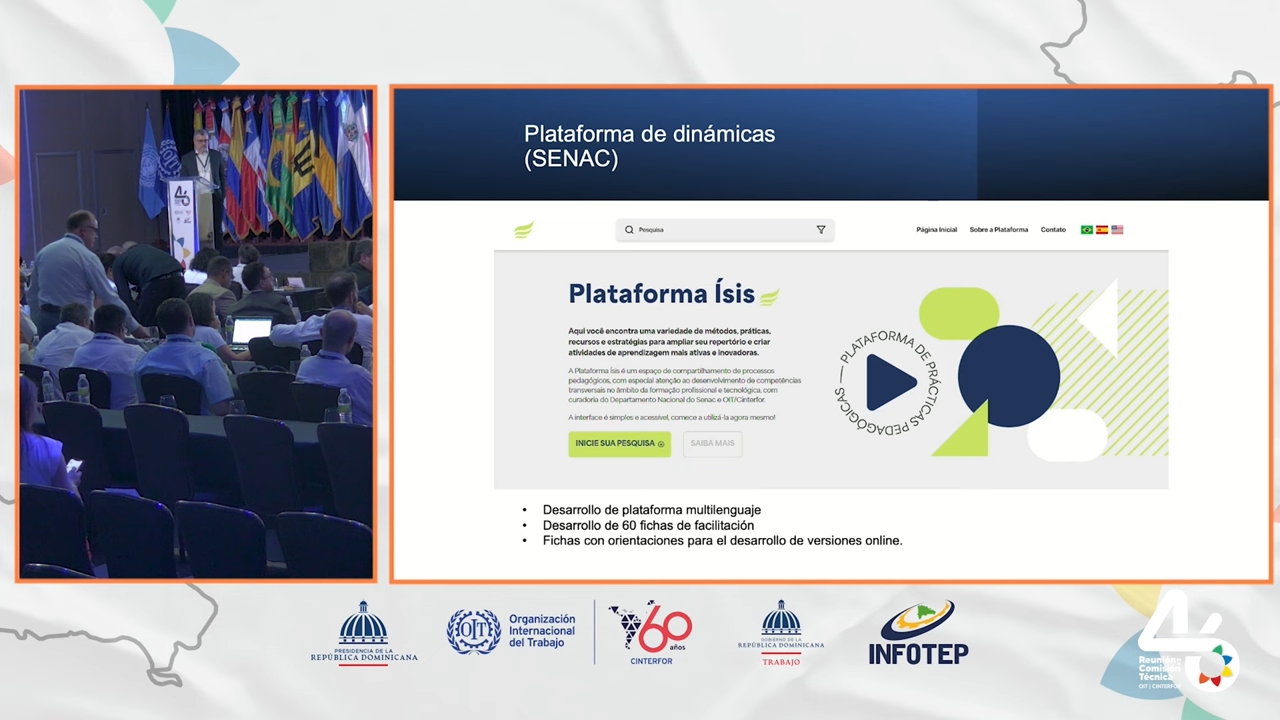 Plataforma de dinámicas
(SENAC)
Pesquisa
Página Inicial
Sobre a Plataforma
Contato
Plataforma Ísis
Aqui você encontra uma variedade de métodos, práticas,
recursos e estratégias para ampliar seu repertório e criar
atividades de aprendizagem mais ativas e inovadoras.
A Plataforma Ísis é um espaço de compartilhamento de processos
pedagógicos, com especial atenção ao desenvolvimento de competências
transversais no âmbito da formação profissional e tecnológica, com
curadoria do Departamento Nacional do Senac e OIT/Cinterfor.
A interface é simples e acessível, comece a utilizá-la agora mesmo!
INICIE SUA PESQUISA
SAIBA MAIS
PLATAFORMA DE PRÁCTICAS PEDAGÓGICAS
• Desarrollo de plataforma multilenguaje
• Desarrollo de 60 fichas de facilitación
• Fichas con orientaciones para el desarrollo de versiones online.
PRESIDENCIA DE LA
REPÚBLICA DOMINICANA
OIT
Organización
Internacional
del Trabajo
60
años
CINTERFOR
GOBIERNO DE LA
REPÚBLICA DOMINICANA
TRABAJO
INFOTEP
46
Reunión
Comisión
Técnica
OIT | CINTERFOR